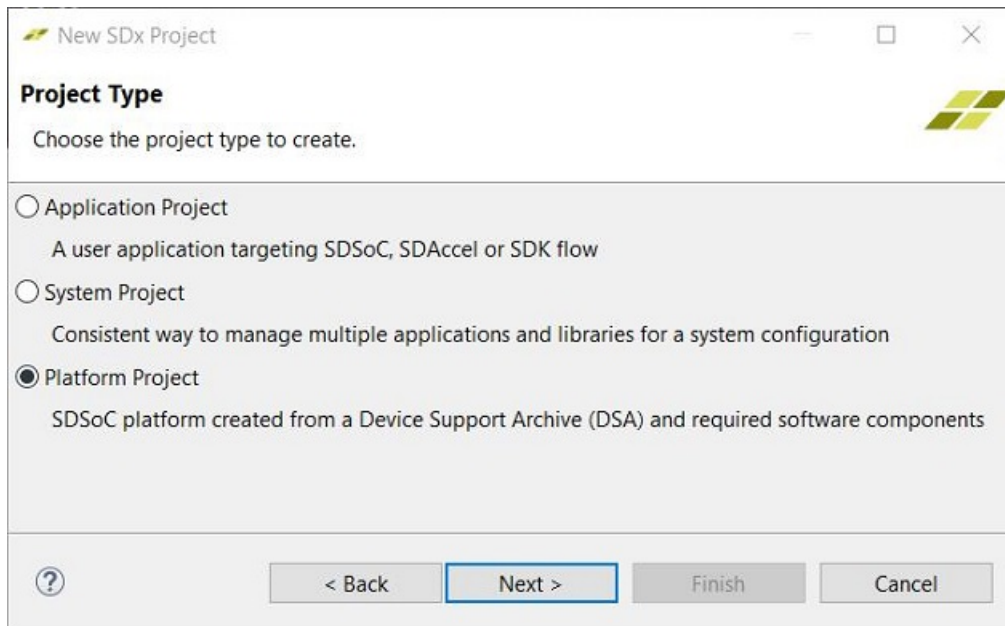 New SDx Project
Project Type
Choose the project type to create.
Application Project
A user application targeting SDSoC, SDAccel or SDK flow
System Project
Consistent way to manage multiple applications and libraries for a system configuration
Platform Project
SDSoC platform created from a Device Support Archive (DSA) and required software components
? < Back Next > Finish Cancel